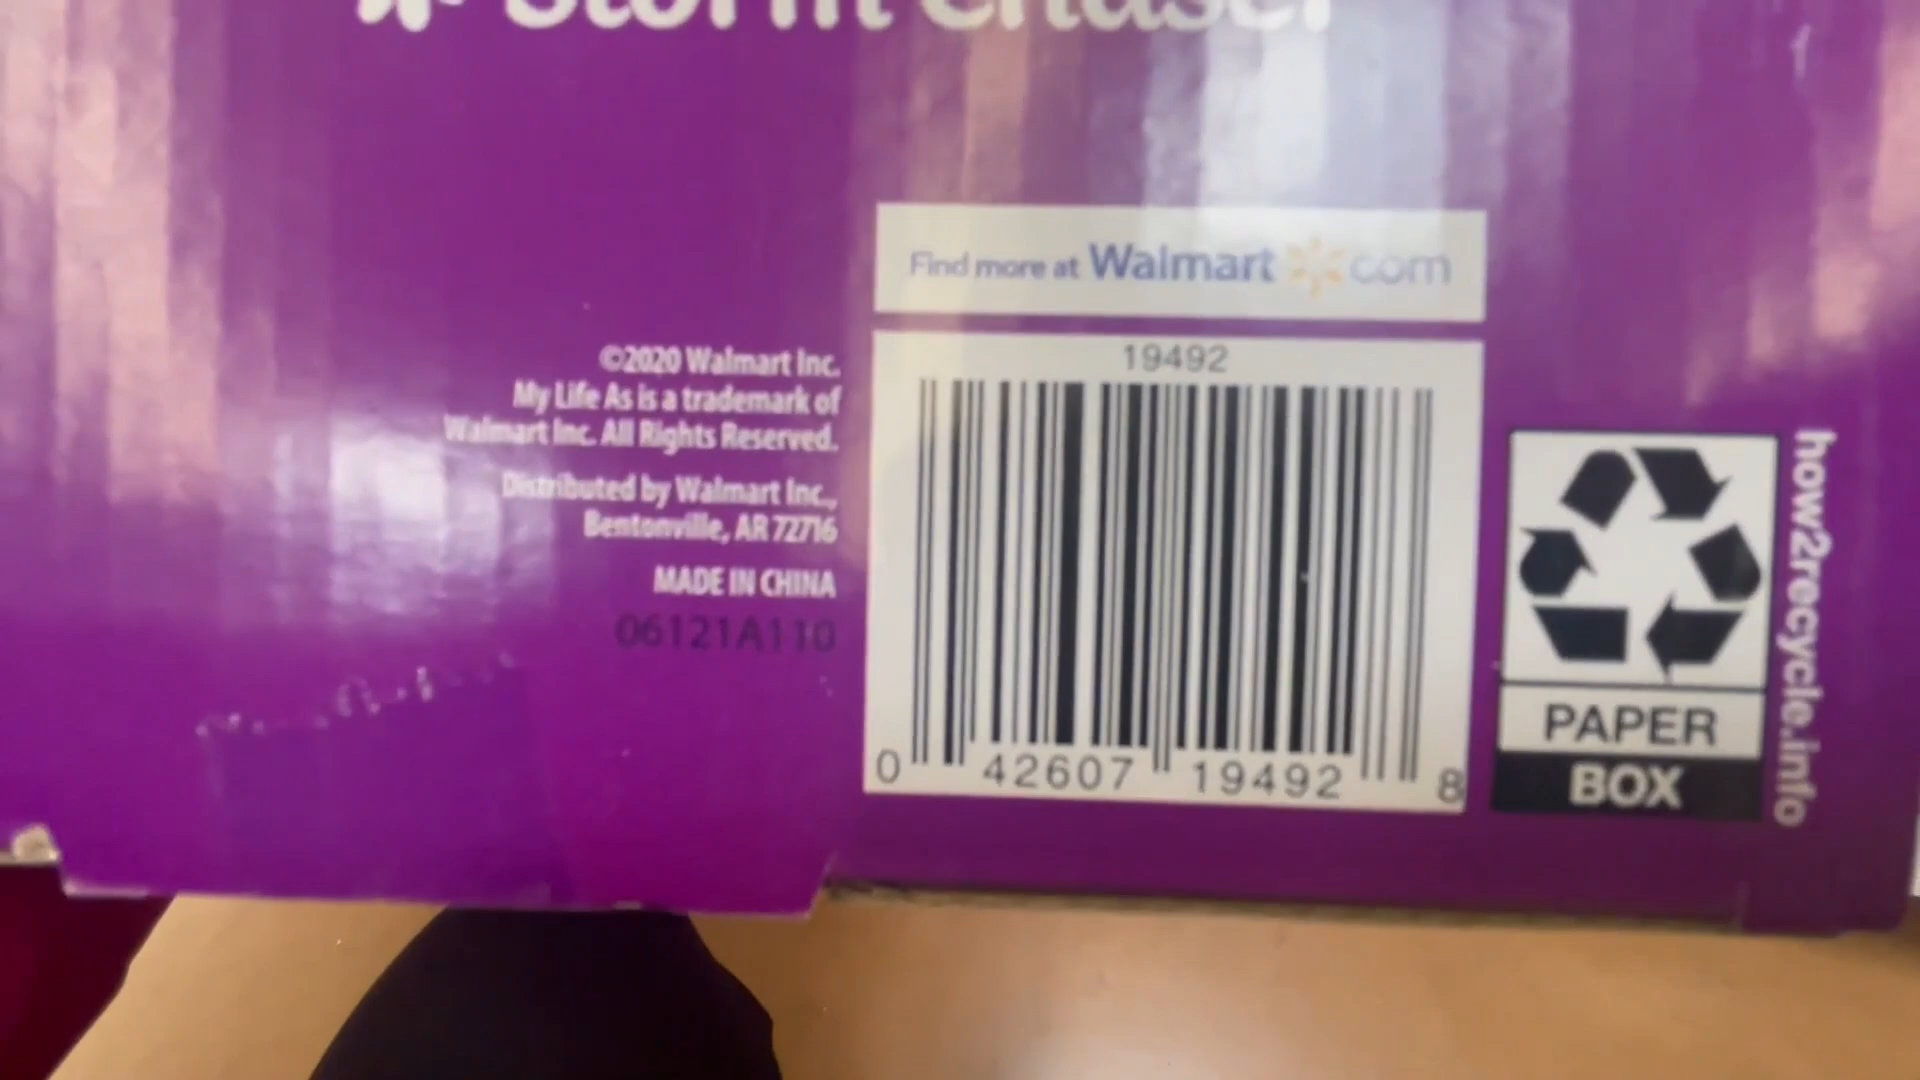 Storm Chaser
©2020 Walmart Inc.
My Life As is a trademark of
Walmart Inc. All Rights Reserved.
Distributed by Walmart Inc.,
Bentonville, AR 72716
MADE IN CHINA
06121A110
Find more at Walmart com
19492
0 42607 19492 8
PAPER
BOX
how2recycle.info